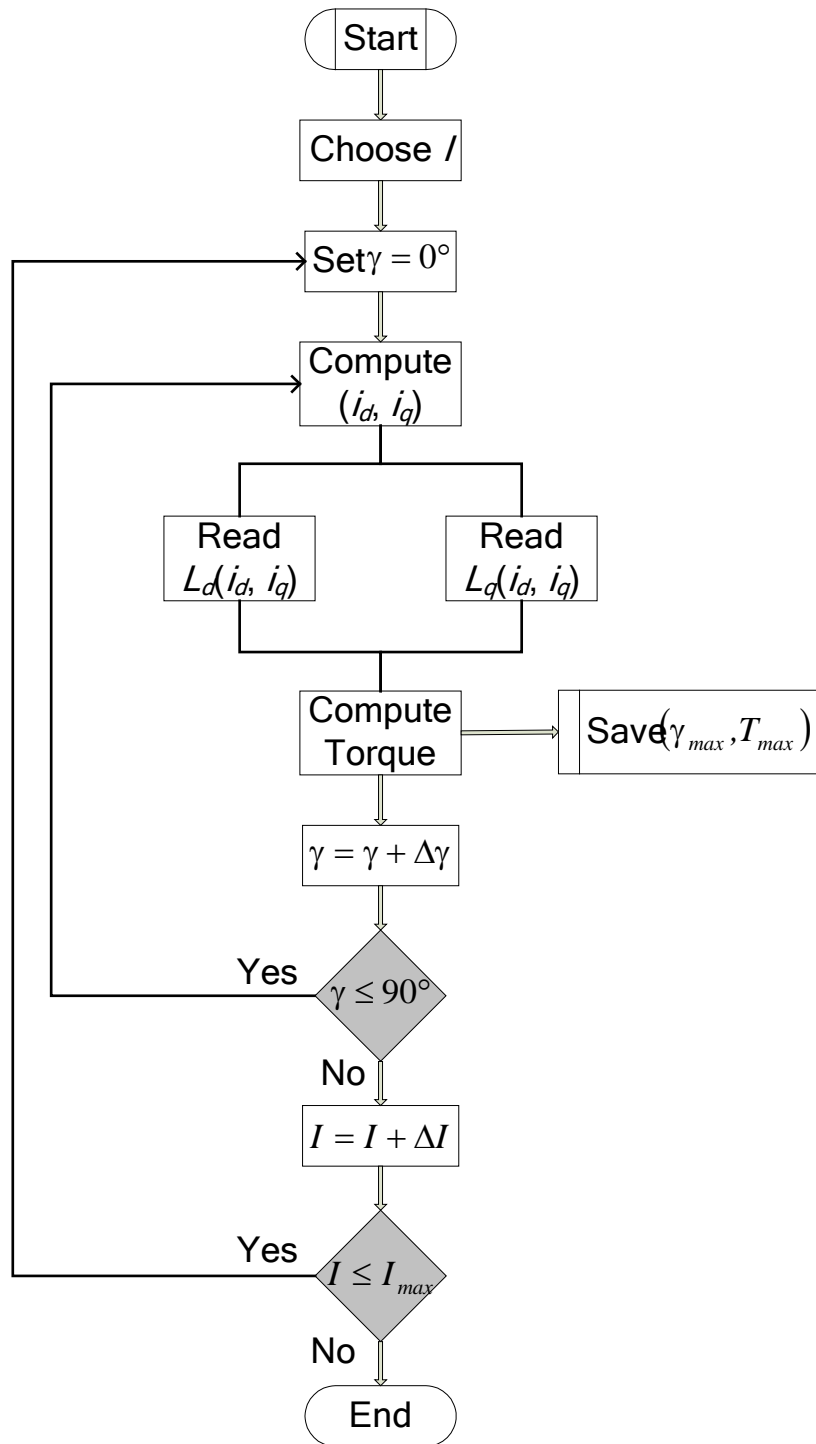 Start
Choose I
Set γ = 0°
Compute
(i_d, i_q)
Read
L_d(i_d, i_q)
Read
L_q(i_d, i_q)
Compute
Torque
Save(γ_max, T_max)
γ = γ + Δγ
Yes
γ ≤ 90°
No
I = I + ΔI
Yes
I ≤ I_max
No
End